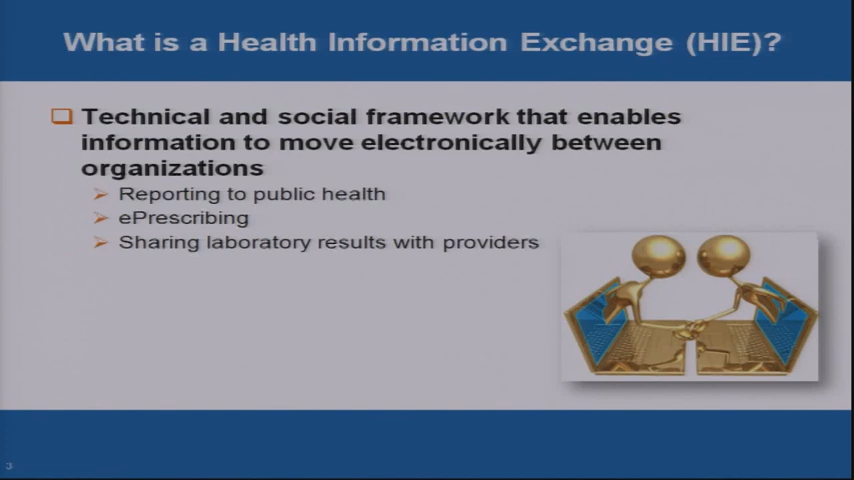 What is a Health Information Exchange (HIE)?
Technical and social framework that enables
information to move electronically between
organizations
Reporting to public health
ePrescribing
Sharing laboratory results with providers
3